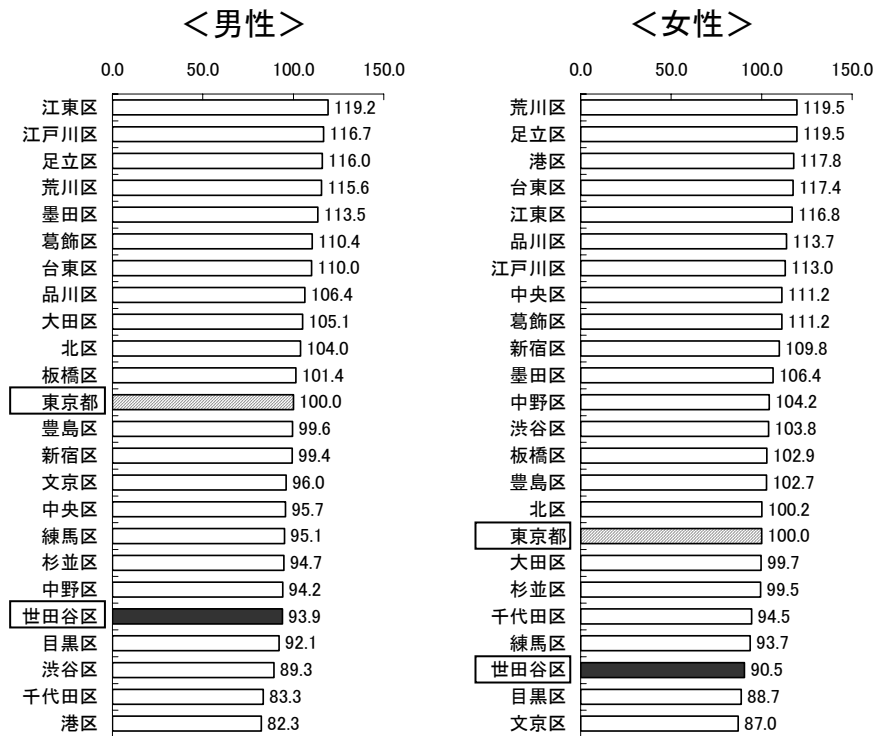 ＜男性＞
0.0 50.0 100.0 150.0
江東区 119.2
江戸川区 116.7
足立区 116.0
荒川区 115.6
墨田区 113.5
葛飾区 110.4
台東区 110.0
品川区 106.4
大田区 105.1
北区 104.0
板橋区 101.4
東京都 100.0
豊島区 99.6
新宿区 99.4
文京区 96.0
中央区 95.7
練馬区 95.1
杉並区 94.7
中野区 94.2
世田谷区 93.9
目黒区 92.1
渋谷区 89.3
千代田区 83.3
港区 82.3
＜女性＞
0.0 50.0 100.0 150.0
荒川区 119.5
足立区 119.5
港区 117.8
台東区 117.4
江東区 116.8
品川区 113.7
江戸川区 113.0
中央区 111.2
葛飾区 111.2
新宿区 109.8
墨田区 106.4
中野区 104.2
渋谷区 103.8
板橋区 102.9
豊島区 102.7
北区 100.2
東京都 100.0
大田区 99.7
杉並区 99.5
千代田区 94.5
練馬区 93.7
世田谷区 90.5
目黒区 88.7
文京区 87.0